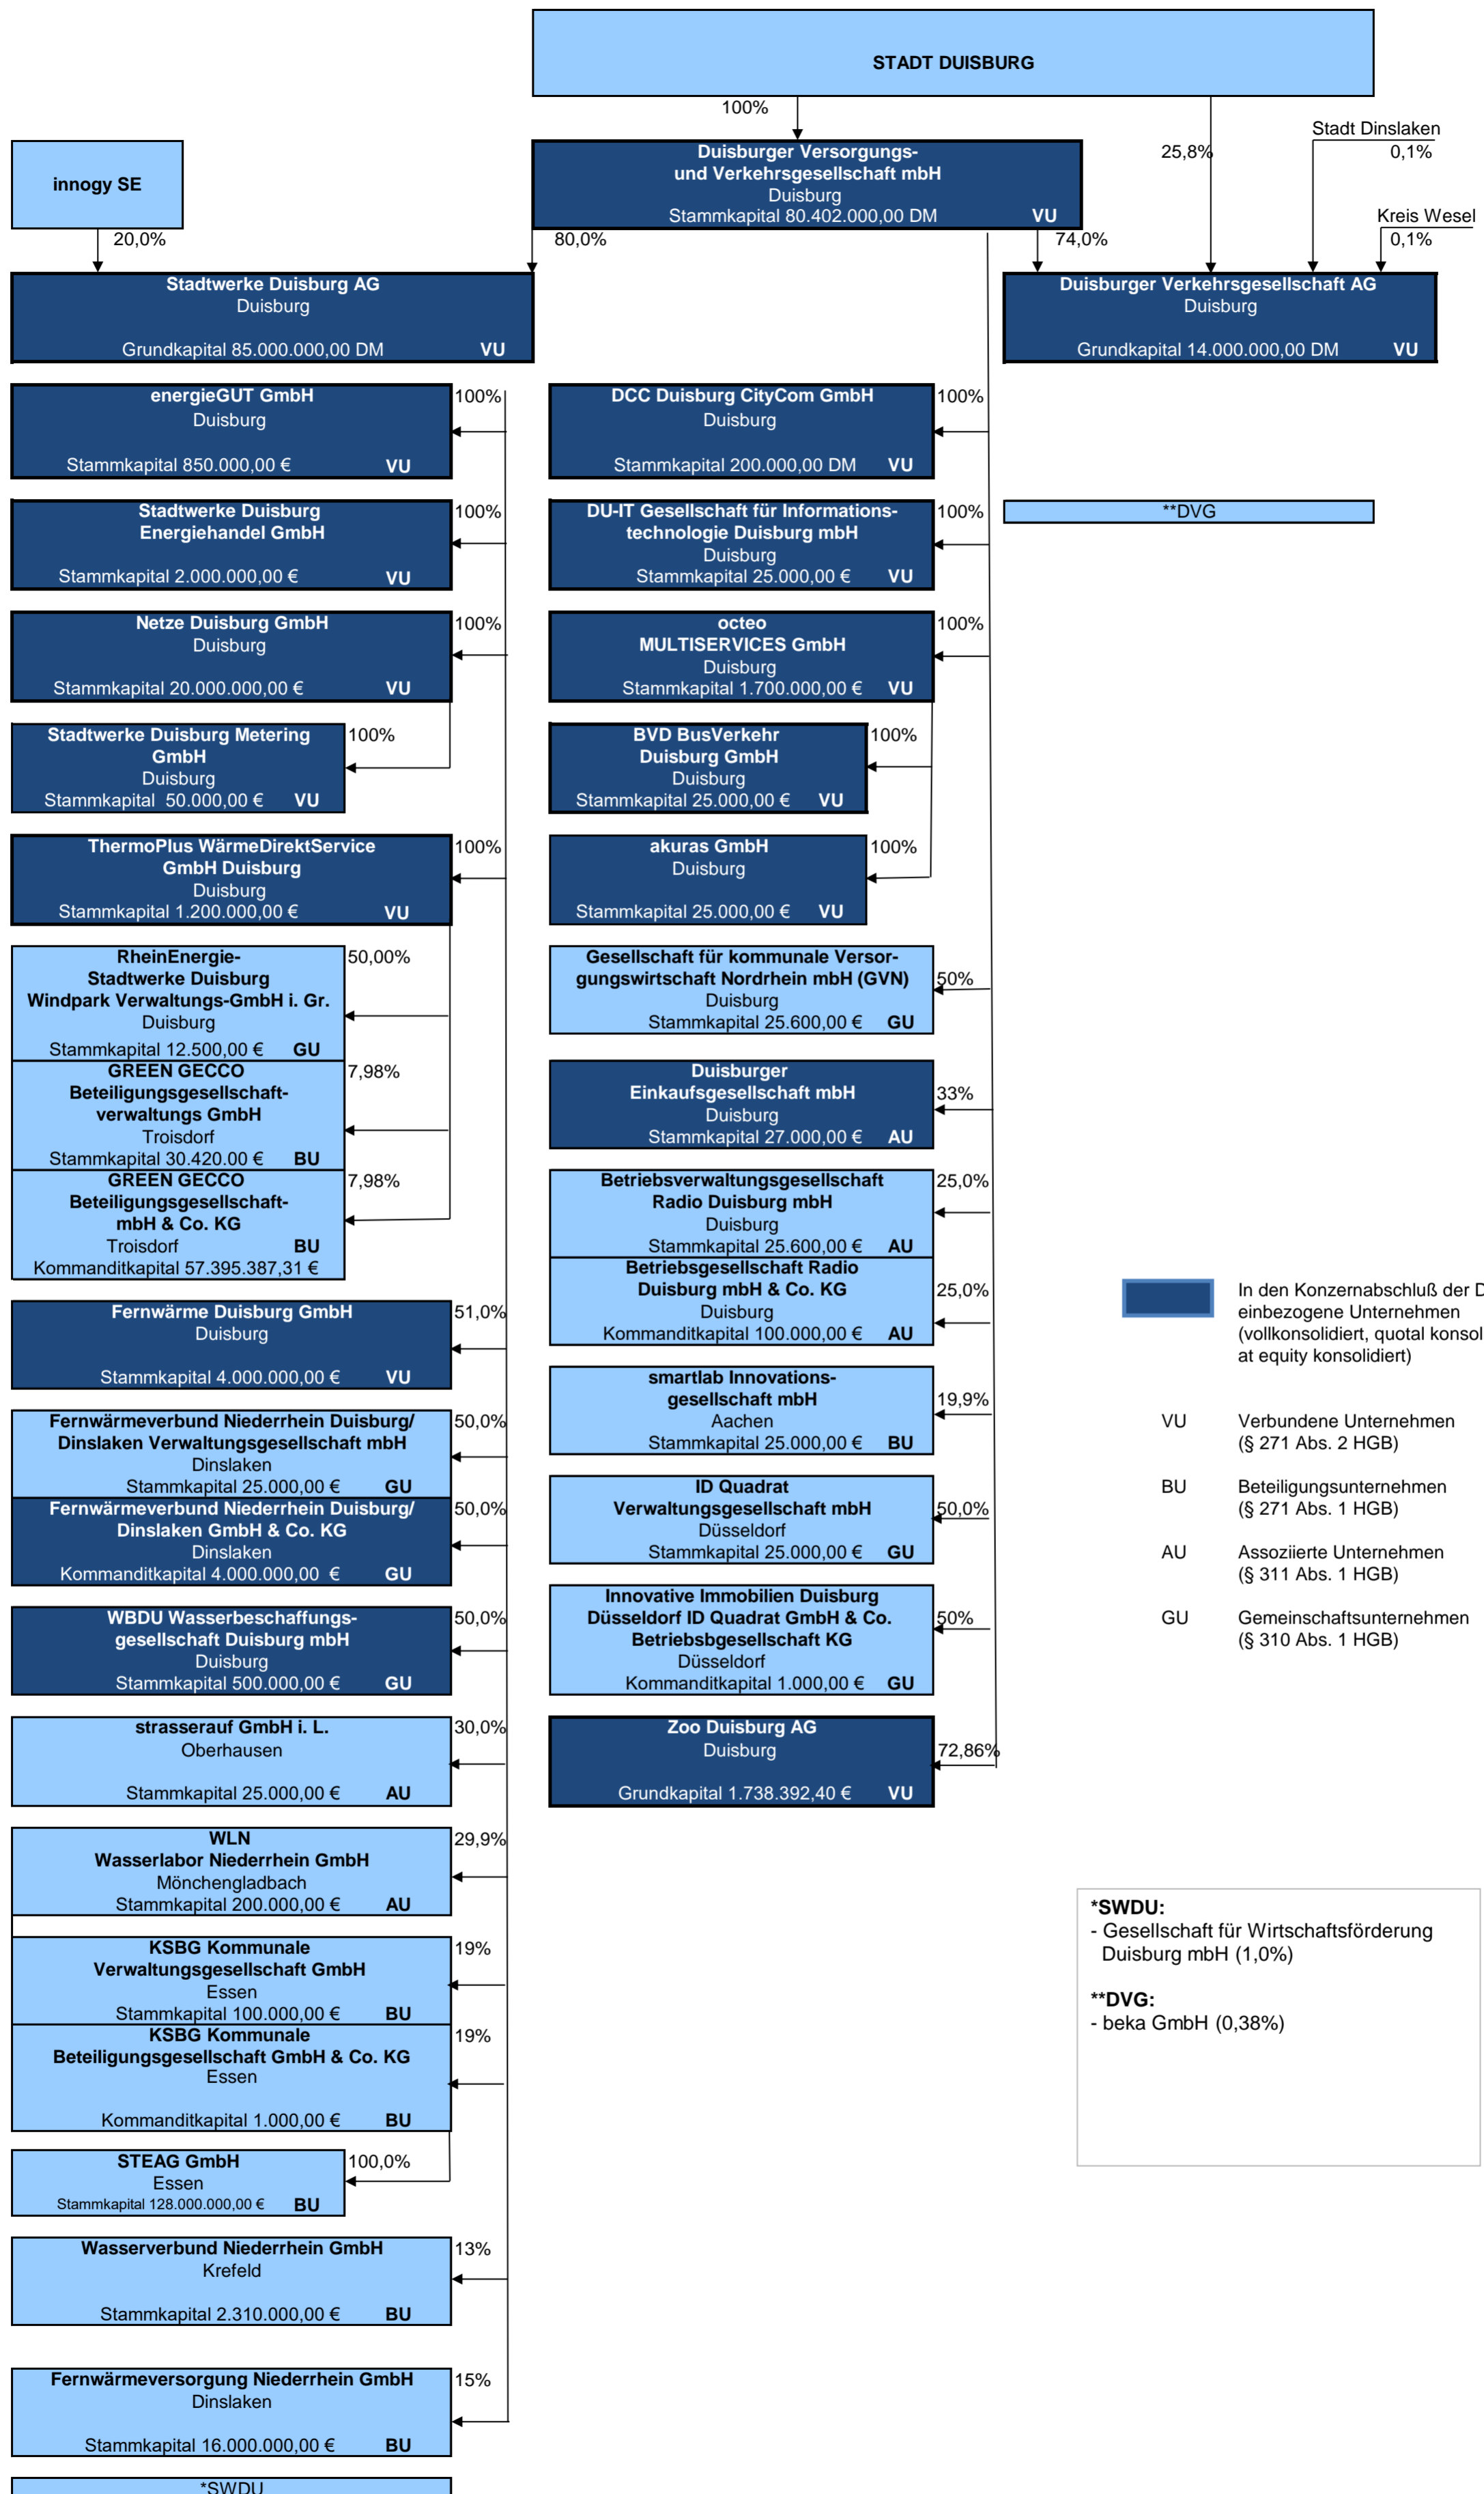 STADT DUISBURG
100%
Stadt Dinslaken
0,1%
25,8%
Kreis Wesel
0,1%
innogy SE
20,0%
Duisburger Versorgungs-
und Verkehrsgesellschaft mbH
Duisburg
Stammkapital 80.402.000,00 DM VU
80,0%
74,0%
Stadtwerke Duisburg AG
Duisburg
Grundkapital 85.000.000,00 DM VU
Duisburger Verkehrsgesellschaft AG
Duisburg
Grundkapital 14.000.000,00 DM VU
energieGUT GmbH
Duisburg
Stammkapital 850.000,00 € VU
100%
Stadtwerke Duisburg
Energiehandel GmbH
Stammkapital 2.000.000,00 € VU
100%
Netze Duisburg GmbH
Duisburg
Stammkapital 20.000.000,00 € VU
100%
Stadtwerke Duisburg Metering
GmbH
Duisburg
Stammkapital 50.000,00 € VU
100%
ThermoPlus WärmeDirektService
GmbH Duisburg
Duisburg
Stammkapital 1.200.000,00 € VU
100%
RheinEnergie-
Stadtwerke Duisburg
Windpark Verwaltungs-GmbH i. Gr.
Duisburg
Stammkapital 12.500,00 € GU
50,00%
GREEN GECCO
Beteiligungsgesellschaft-
verwaltungs GmbH
Troisdorf
Stammkapital 30.420.00 € BU
7,98%
GREEN GECCO
Beteiligungsgesellschaft-
mbH & Co. KG
Troisdorf BU
Kommanditkapital 57.395.387,31 €
7,98%
Fernwärme Duisburg GmbH
Duisburg
Stammkapital 4.000.000,00 € VU
51,0%
Fernwärmeverbund Niederrhein Duisburg/
Dinslaken Verwaltungsgesellschaft mbH
Dinslaken
Stammkapital 25.000,00 € GU
50,0%
Fernwärmeverbund Niederrhein Duisburg/
Dinslaken GmbH & Co. KG
Dinslaken
Kommanditkapital 4.000.000,00 € GU
50,0%
WBDU Wasserbeschaffungs-
gesellschaft Duisburg mbH
Duisburg
Stammkapital 500.000,00 € GU
50,0%
strasserauf GmbH i. L.
Oberhausen
Stammkapital 25.000,00 € AU
30,0%
WLN
Wasserlabor Niederrhein GmbH
Mönchengladbach
Stammkapital 200.000,00 € AU
29,9%
KSBG Kommunale
Verwaltungsgesellschaft GmbH
Essen
Stammkapital 100.000,00 € BU
19%
KSBG Kommunale
Beteiligungsgesellschaft GmbH & Co. KG
Essen
Kommanditkapital 1.000,00 € BU
19%
STEAG GmbH
Essen
Stammkapital 128.000.000,00 € BU
100,0%
Wasserverbund Niederrhein GmbH
Krefeld
Stammkapital 2.310.000,00 € BU
13%
Fernwärmeversorgung Niederrhein GmbH
Dinslaken
Stammkapital 16.000.000,00 € BU
15%
*SWDU
DCC Duisburg CityCom GmbH
Duisburg
Stammkapital 200.000,00 DM VU
100%
DU-IT Gesellschaft für Informations-
technologie Duisburg mbH
Duisburg
Stammkapital 25.000,00 € VU
100%
octeo
MULTISERVICES GmbH
Duisburg
Stammkapital 1.700.000,00 € VU
100%
BVD BusVerkehr
Duisburg GmbH
Duisburg
Stammkapital 25.000,00 € VU
100%
akuras GmbH
Duisburg
Stammkapital 25.000,00 € VU
100%
Gesellschaft für kommunale Versor-
gungswirtschaft Nordrhein mbH (GVN)
Duisburg
Stammkapital 25.600,00 € GU
50%
Duisburger
Einkaufsgesellschaft mbH
Duisburg
Stammkapital 27.000,00 € AU
33%
Betriebsverwaltungsgesellschaft
Radio Duisburg mbH
Duisburg
Stammkapital 25.600,00 € AU
25,0%
Betriebsgesellschaft Radio
Duisburg mbH & Co. KG
Duisburg
Kommanditkapital 100.000,00 € AU
25,0%
smartlab Innovations-
gesellschaft mbH
Aachen
Stammkapital 25.000,00 € BU
19,9%
ID Quadrat
Verwaltungsgesellschaft mbH
Düsseldorf
Stammkapital 25.000,00 € GU
50,0%
Innovative Immobilien Duisburg
Düsseldorf ID Quadrat GmbH & Co.
Betriebsbgesellschaft KG
Düsseldorf
Kommanditkapital 1.000,00 € GU
50%
Zoo Duisburg AG
Duisburg
Grundkapital 1.738.392,40 € VU
72,86%
**DVG
In den Konzernabschluß der D
einbezogene Unternehmen
(vollkonsolidiert, quotal konsol
at equity konsolidiert)
VU Verbundene Unternehmen
(§ 271 Abs. 2 HGB)
BU Beteiligungsunternehmen
(§ 271 Abs. 1 HGB)
AU Assoziierte Unternehmen
(§ 311 Abs. 1 HGB)
GU Gemeinschaftsunternehmen
(§ 310 Abs. 1 HGB)
*SWDU:
- Gesellschaft für Wirtschaftsförderung
Duisburg mbH (1,0%)
**DVG:
- beka GmbH (0,38%)